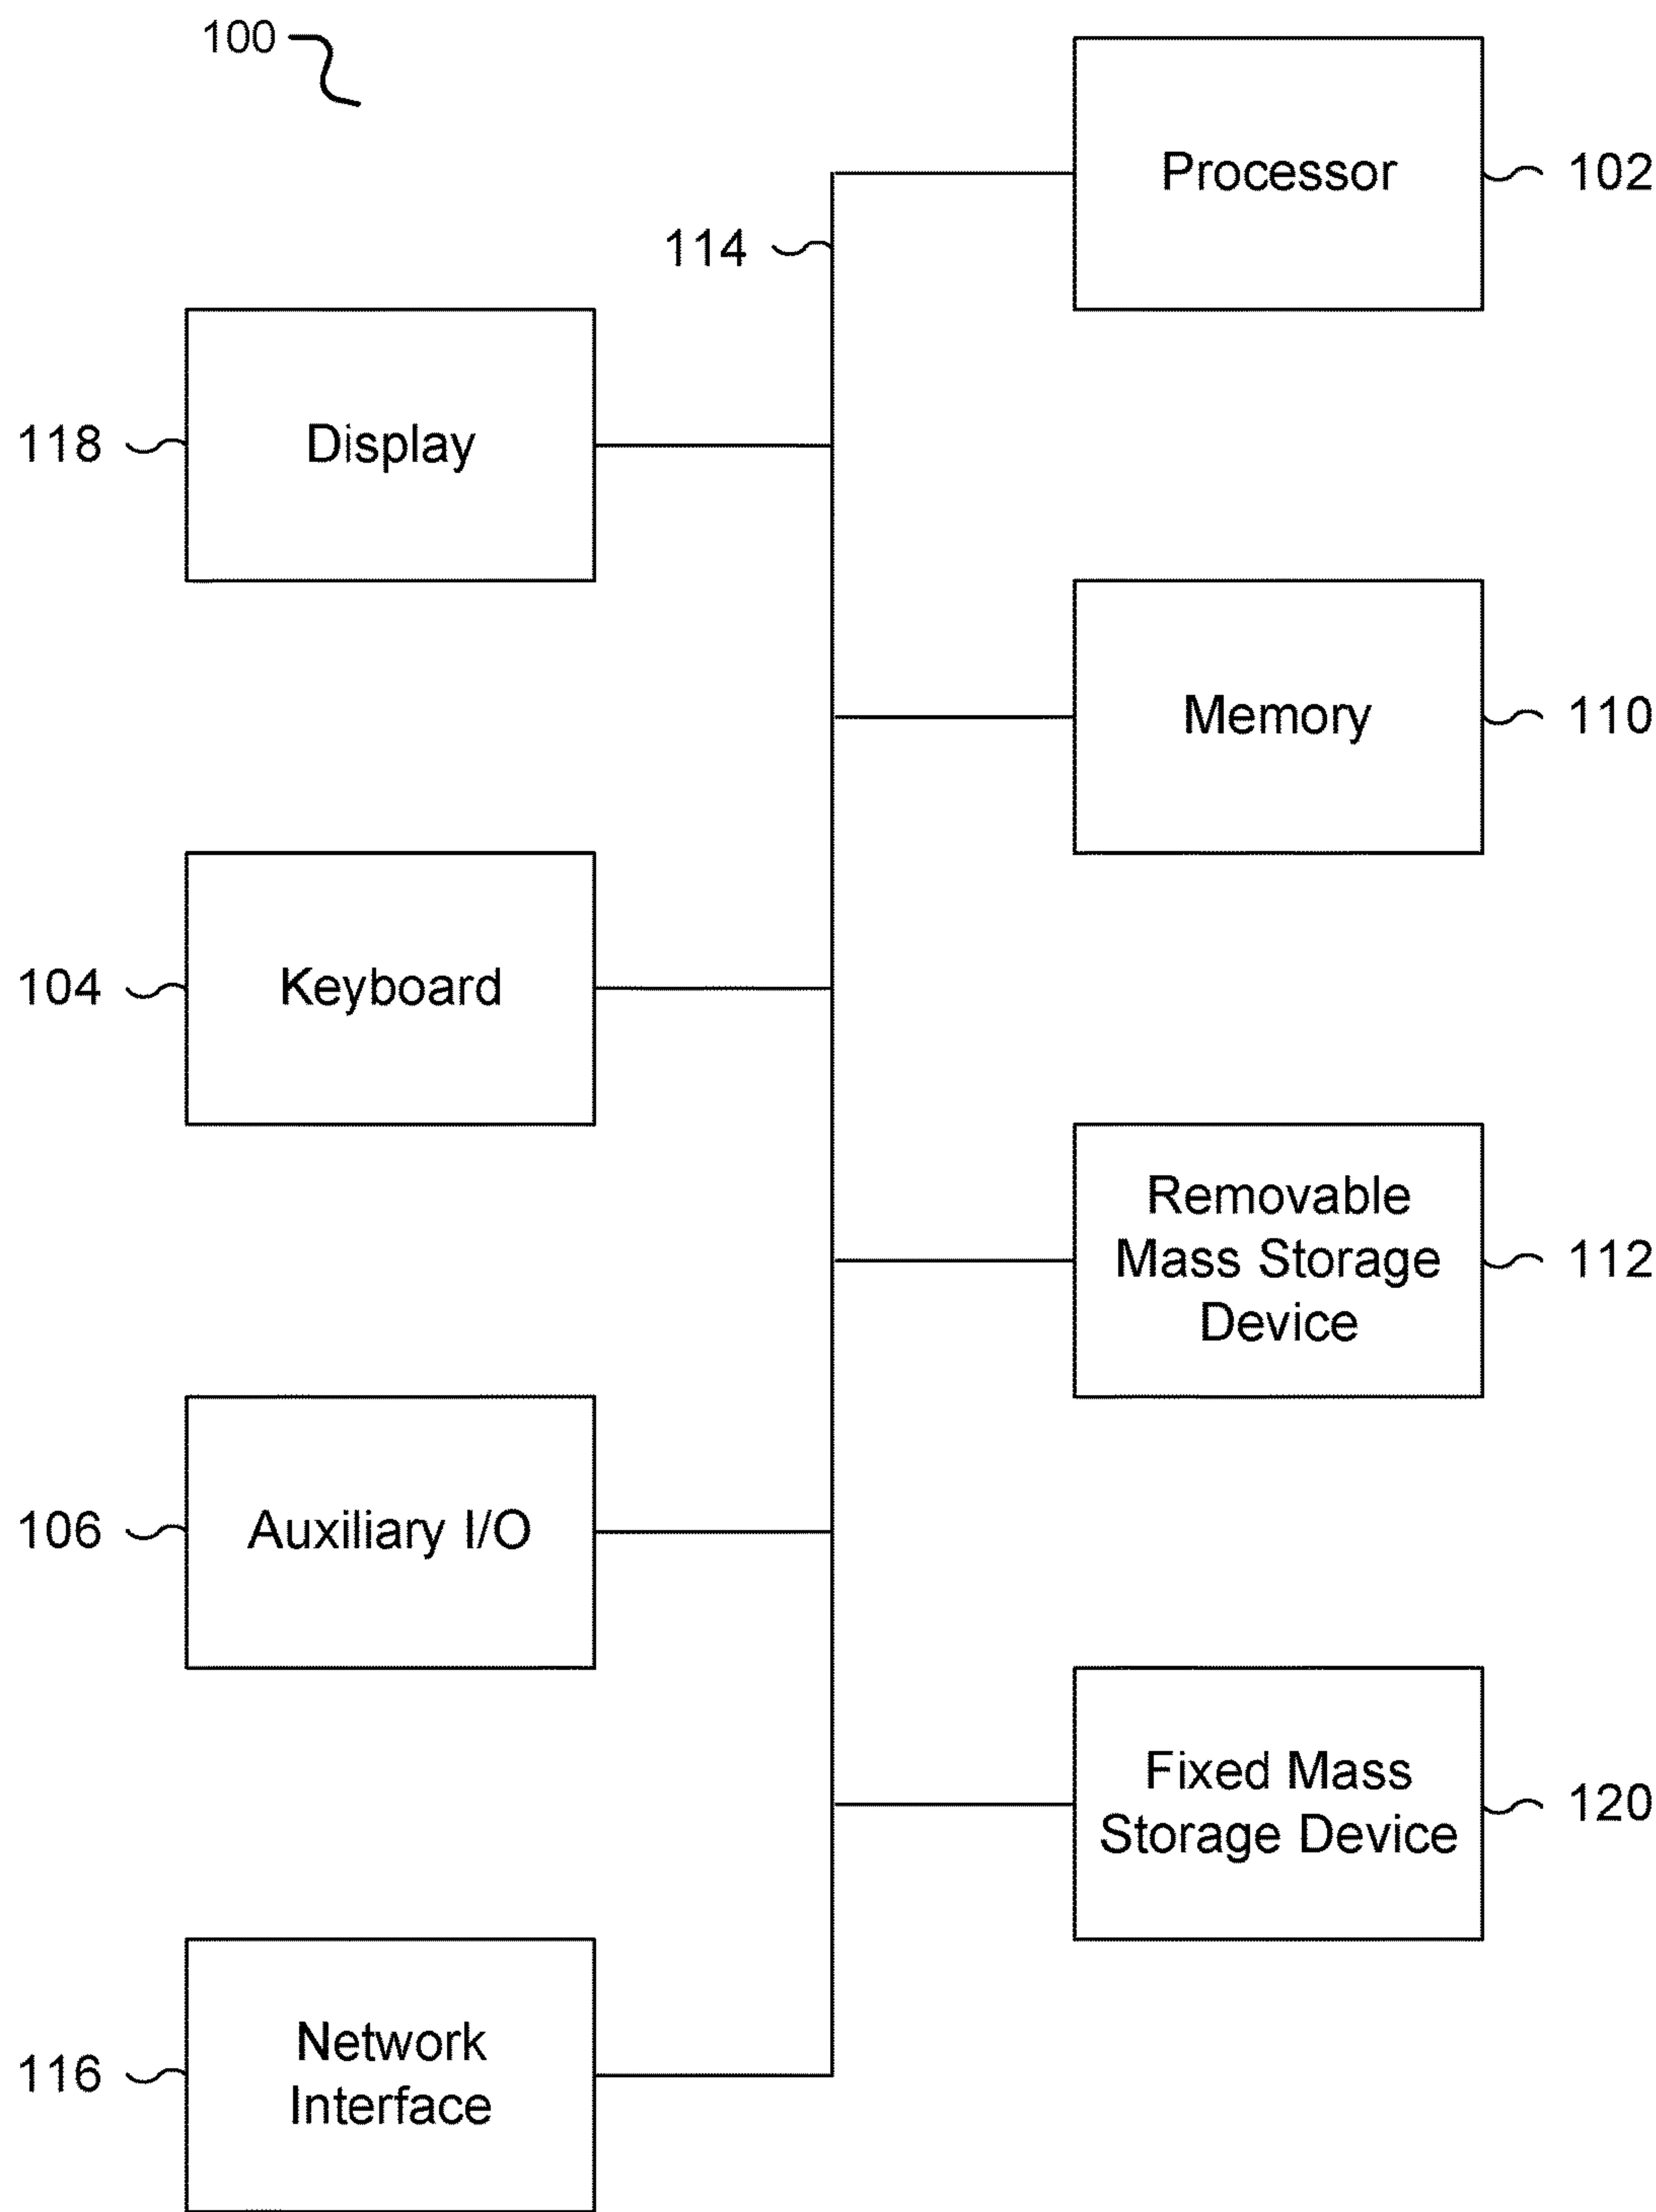 100
Processor
102
114
118
Display
Memory
110
104
Keyboard
Removable
Mass Storage
Device
112
106
Auxiliary I/O
Fixed Mass
Storage Device
120
116
Network
Interface